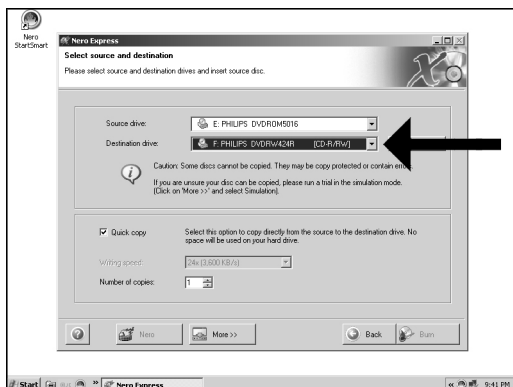 Nero
StartSmart
Nero Express
Select source and destination
Please select source and destination drives and insert source disc.
Source drive: E: PHILIPS DVDROM5016
Destination drive: F: PHILIPS DVDRW424R [CD-R/RW]
Caution: Some discs cannot be copied. They may be copy protected or contain
If you are unsure your disc can be copied, please run a trial in the simulation mode.
(Click on 'More >>' and select Simulation).
Quick copy
Select this option to copy directly from the source to the destination drive. No
space will be used on your hard drive.
Writing speed: 24x (3,600 KB/s)
Number of copies: 1
Nero More >> Back Burn
Start Nero Express 9:41 PM